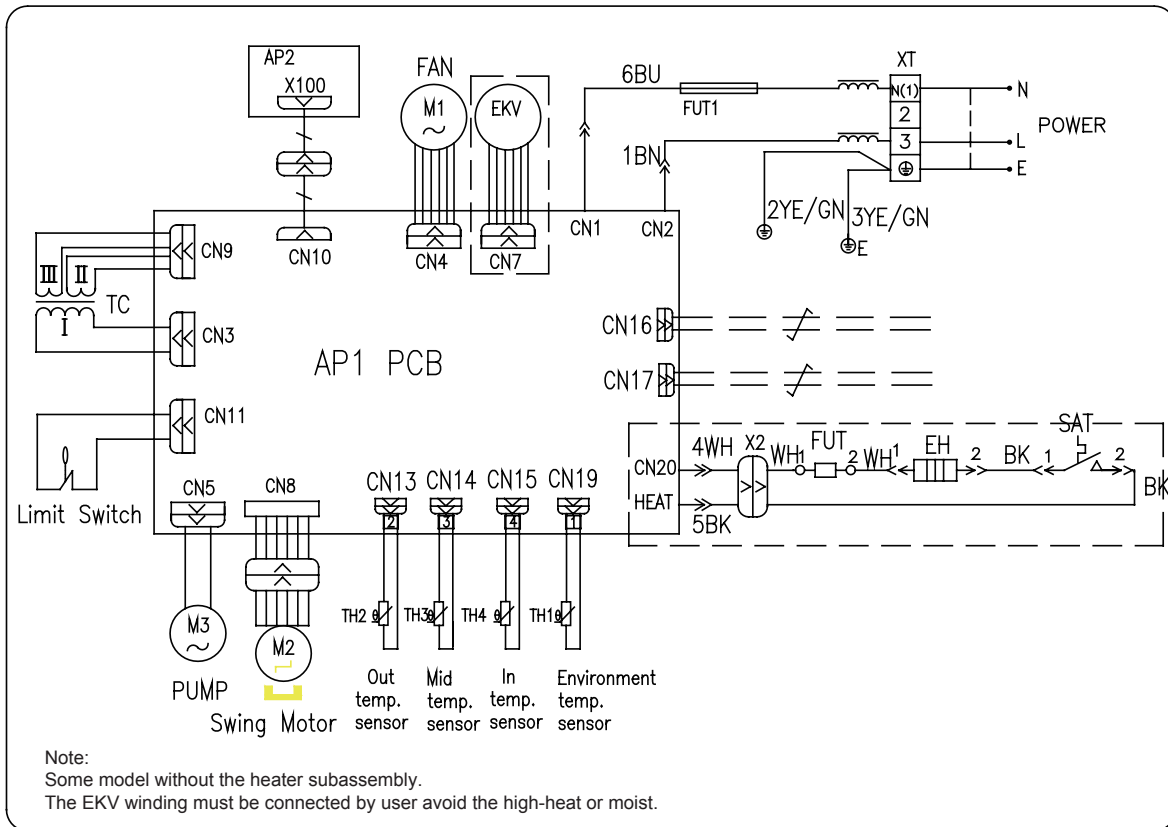 AP2
X100
FAN
M1
EKV
6BU
FUT1
XT
N(1)
N
2
POWER
3
L
1BN
E
2YE/GN
3YE/GN
E
CN1
CN2
CN9
CN10
CN4
CN7
III
II
TC
I
CN3
CN16
AP1 PCB
CN17
CN11
4WH
X2
WH
1
FUT
2
WH
1
EH
2
BK
1
SAT
2
CN20
HEAT
5BK
BK
Limit Switch
CN5
CN8
CN13
CN14
CN15
CN19
2
3
4
1
M3
M2
TH2
θ
TH3
θ
TH4
θ
TH1
θ
PUMP
Swing Motor
Out
temp.
sensor
Mid
temp.
sensor
In
temp.
sensor
Environment
temp.
sensor
Note:
Some model without the heater subassembly.
The EKV winding must be connected by user avoid the high-heat or moist.